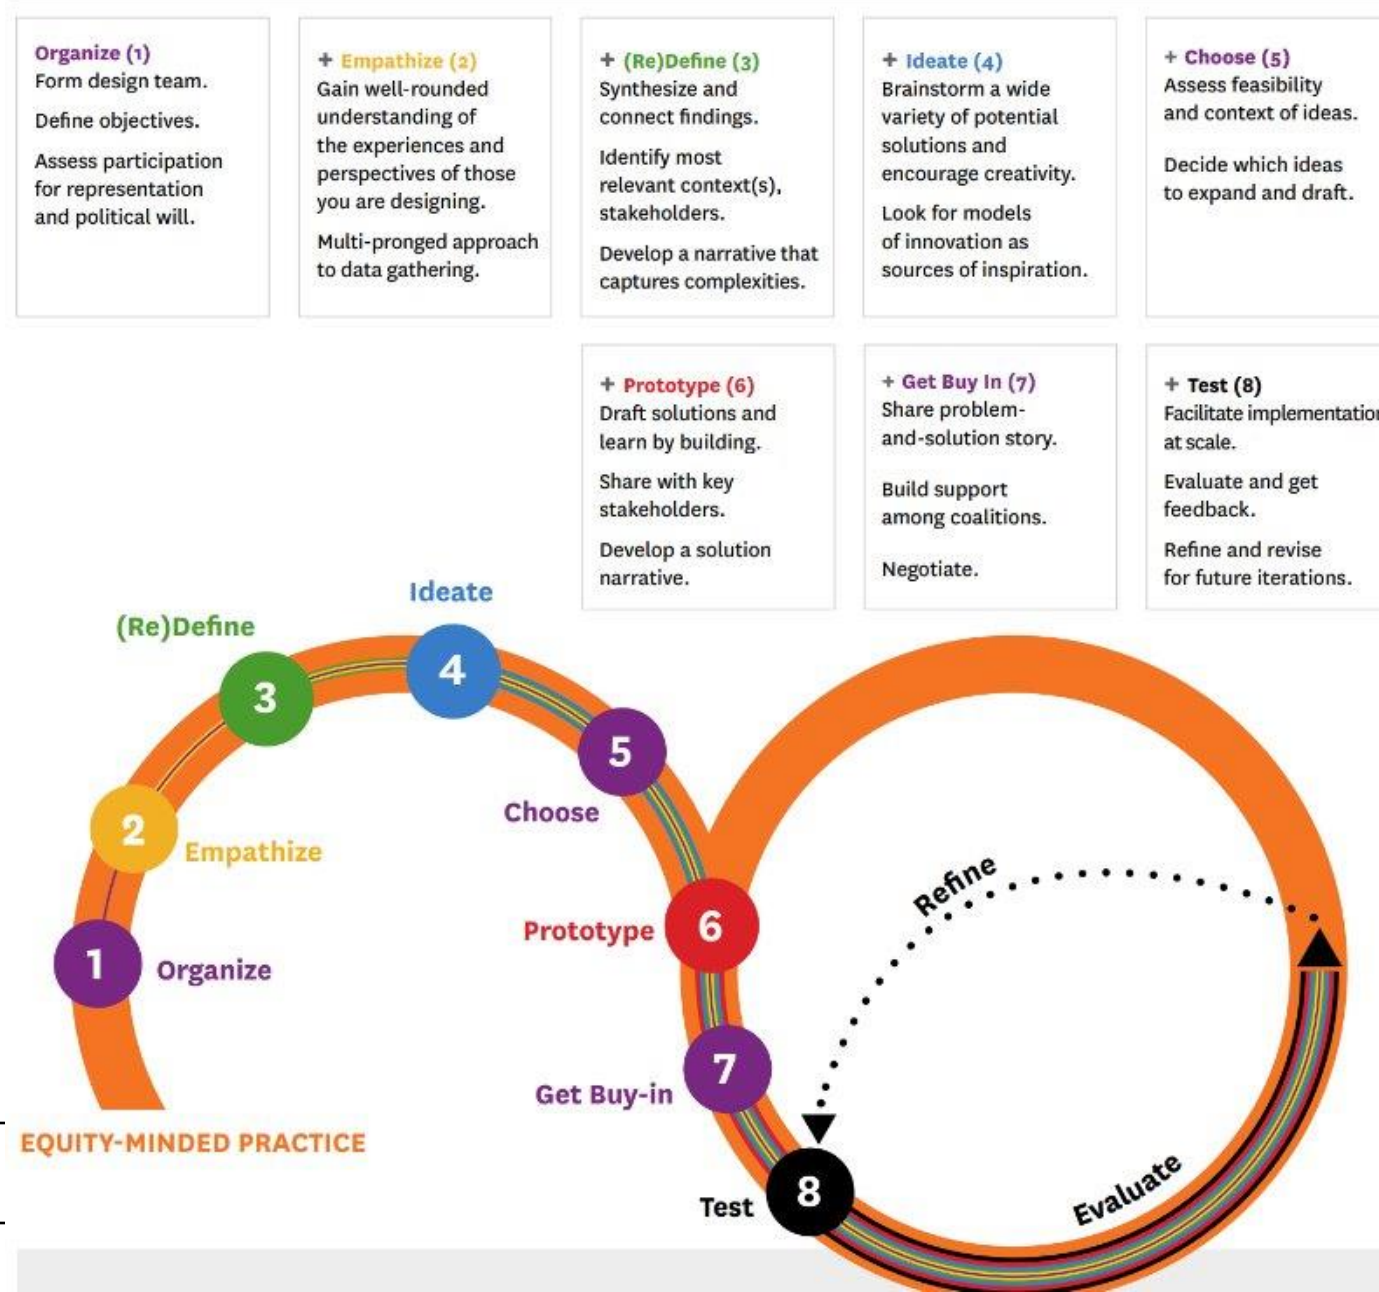 Organize (1)
Form design team.
Define objectives.
Assess participation
for representation
and political will.
+ Empathize (2)
Gain well-rounded
understanding of
the experiences and
perspectives of those
you are designing.
Multi-pronged approach
to data gathering.
+ (Re)Define (3)
Synthesize and
connect findings.
Identify most
relevant context(s),
stakeholders.
Develop a narrative that
captures complexities.
+ Ideate (4)
Brainstorm a wide
variety of potential
solutions and
encourage creativity.
Look for models
of innovation as
sources of inspiration.
+ Choose (5)
Assess feasibility
and context of ideas.
Decide which ideas
to expand and draft.
+ Prototype (6)
Draft solutions and
learn by building.
Share with key
stakeholders.
Develop a solution
narrative.
+ Get Buy In (7)
Share problem-
and-solution story.
Build support
among coalitions.
Negotiate.
+ Test (8)
Facilitate implementation
at scale.
Evaluate and get
feedback.
Refine and revise
for future iterations.
Ideate
(Re)Define
4
3
5
Choose
2
Empathize
Refine
6
Prototype
1
Organize
7
Get Buy-in
EQUITY-MINDED PRACTICE
8
Test
Evaluate